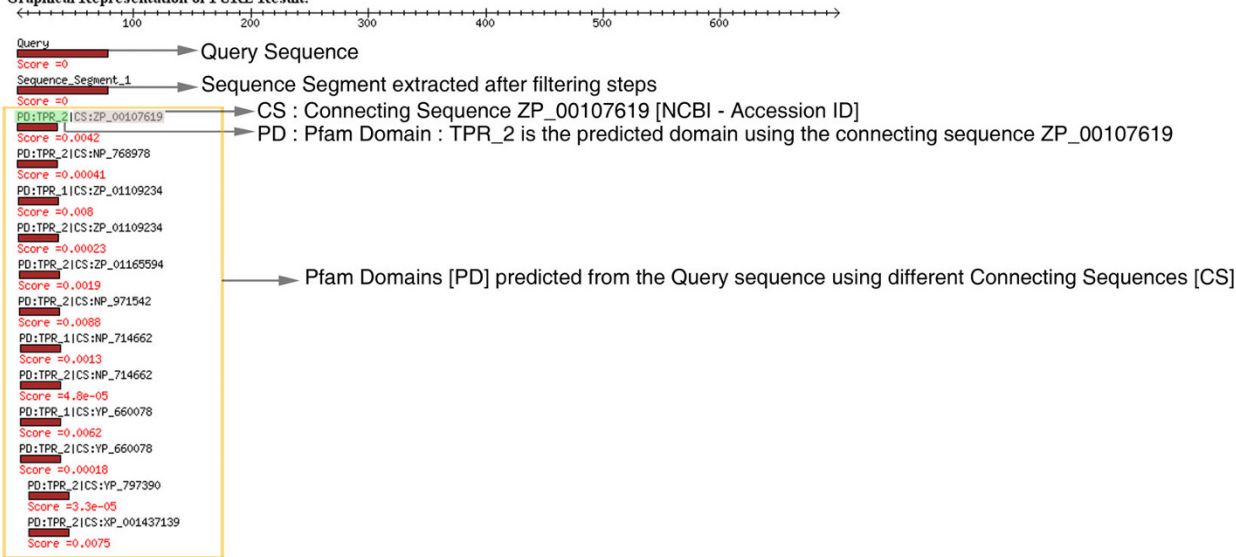 Graphical Representation of PURE Result:
100 200 300 400 500 600
Query
Query Sequence
Score =0
Sequence_Segment_1
Sequence Segment extracted after filtering steps
Score =0
PD:TPR_2|CS:ZP_00107619
CS : Connecting Sequence ZP_00107619 [NCBI - Accession ID]
PD : Pfam Domain : TPR_2 is the predicted domain using the connecting sequence ZP_00107619
Score =0.0042
PD:TPR_2|CS:NP_768978
Score =0.00041
PD:TPR_1|CS:ZP_01109234
Score =0.008
PD:TPR_2|CS:ZP_01109234
Score =0.00023
PD:TPR_2|CS:ZP_01165594
Pfam Domains [PD] predicted from the Query sequence using different Connecting Sequences [CS]
Score =0.0019
PD:TPR_2|CS:NP_971542
Score =0.0088
PD:TPR_1|CS:NP_714662
Score =0.0013
PD:TPR_2|CS:NP_714662
Score =4.8e-05
PD:TPR_1|CS:YP_660078
Score =0.0062
PD:TPR_2|CS:YP_660078
Score =0.00018
PD:TPR_2|CS:YP_797390
Score =3.3e-05
PD:TPR_2|CS:XP_001437139
Score =0.0075